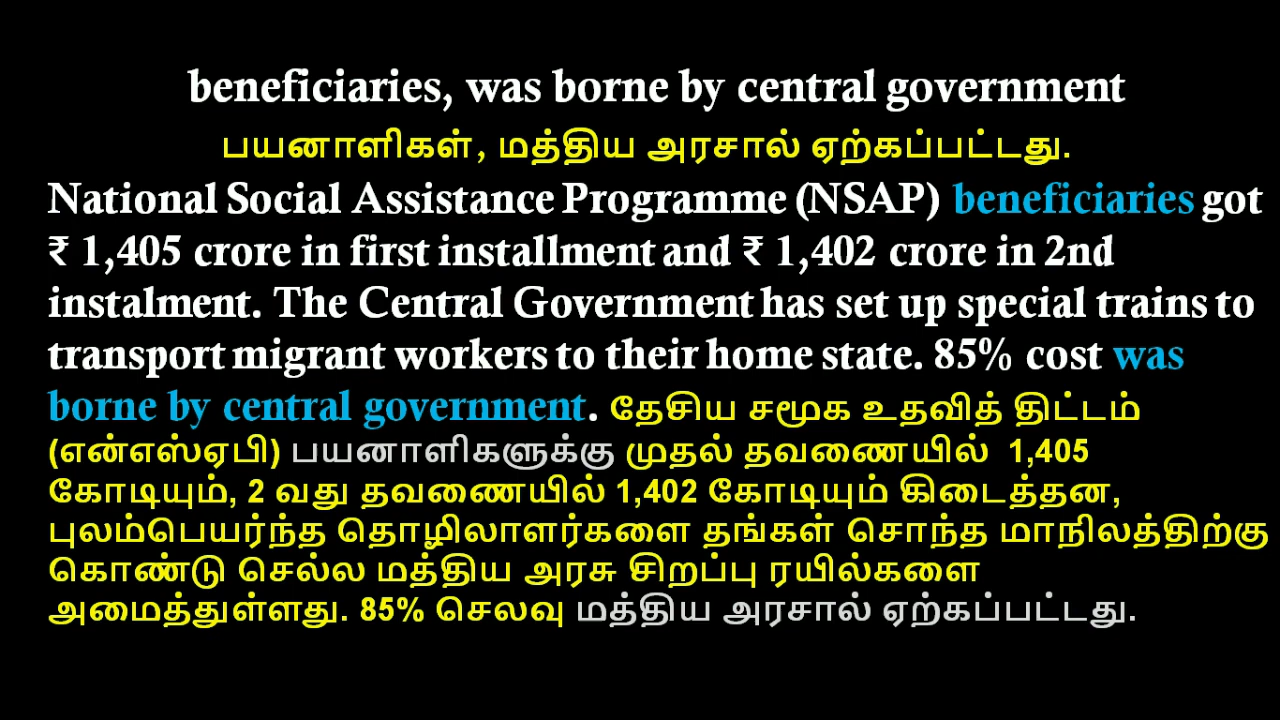 beneficiaries, was borne by central government
பயனாளிகள், மத்திய அரசால் ஏற்கப்பட்டது.
National Social Assistance Programme (NSAP) beneficiaries got
₹ 1,405 crore in first installment and ₹ 1,402 crore in 2nd
instalment. The Central Government has set up special trains to
transport migrant workers to their home state. 85% cost was
borne by central government. தேசிய சமூக உதவித் திட்டம்
(என்எஸ்ஏபி) பயனாளிகளுக்கு முதல் தவணையில் 1,405
கோடியும், 2 வது தவணையில் 1,402 கோடியும் கிடைத்தன,
புலம்பெயர்ந்த தொழிலாளர்களை தங்கள் சொந்த மாநிலத்திற்கு
கொண்டு செல்ல மத்திய அரசு சிறப்பு ரயில்களை
அமைத்துள்ளது. 85% செலவு மத்திய அரசால் ஏற்கப்பட்டது.